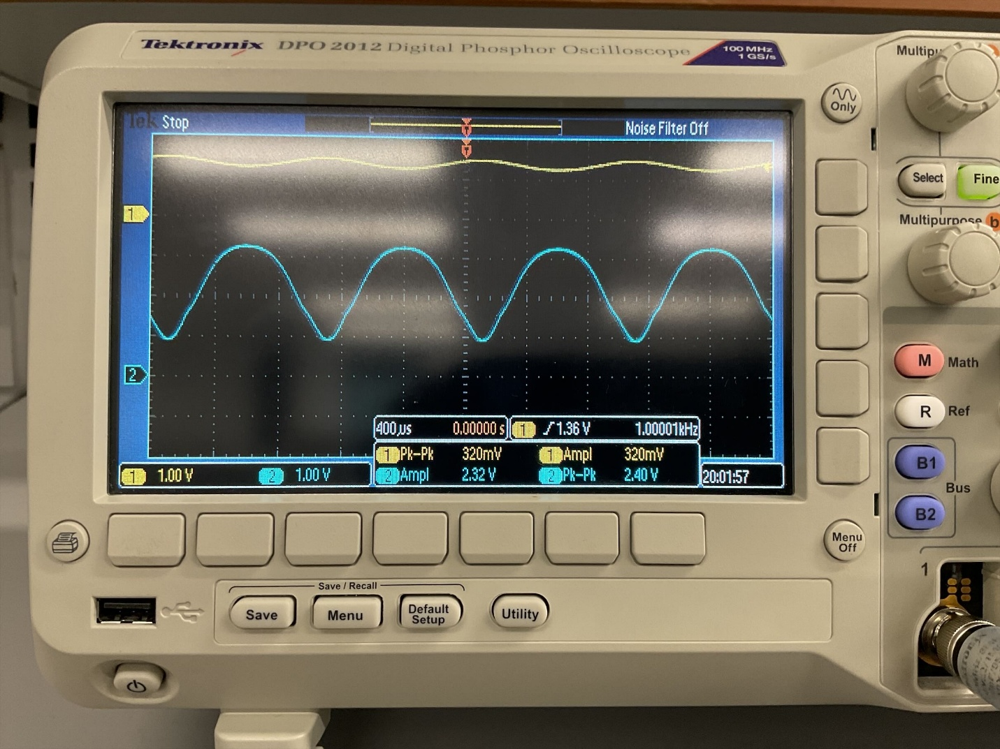 Tektronix DPO 2012 Digital Phosphor Oscilloscope
100 MHz
1 GS/s
Tek Stop
Noise Filter Off
1
2
400µs 0.00000 s
1 1.36 V 1.00001kHz
1 Pk-Pk 320mV 1 Ampl 320mV
2 Ampl 2.32 V 2 Pk-Pk 2.40 V
1 1.00 V 2 1.00 V
20:01:57
Only
Select
Fine
Multipurpose b
M Math
R Ref
B1
B2
Bus
Menu
Off
1
Save / Recall
Save
Menu
Default
Setup
Utility